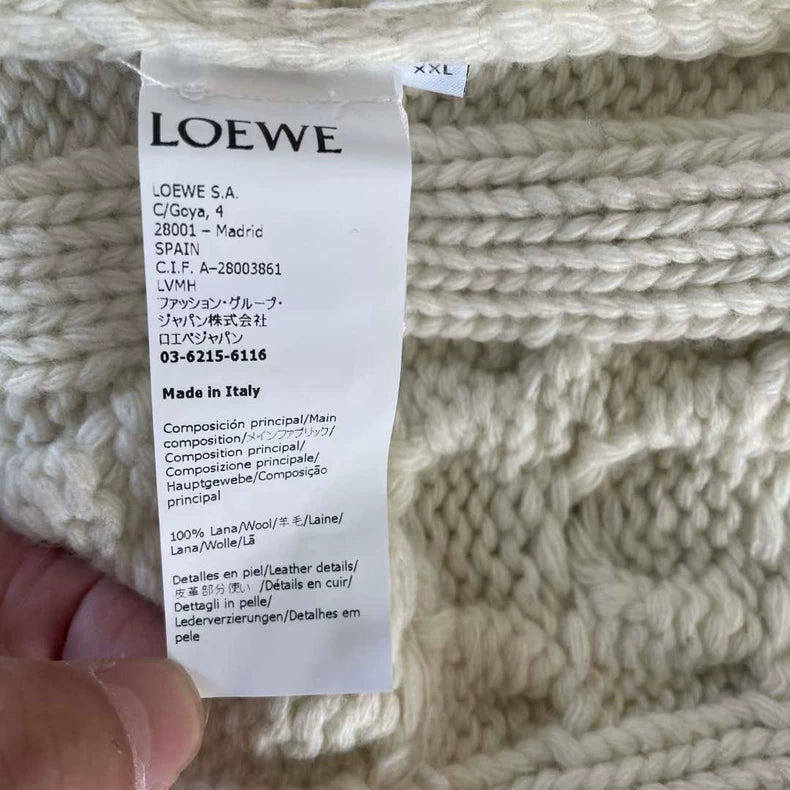 XXL
LOEWE
LOEWE S.A.
C/Goya, 4
28001 – Madrid
SPAIN
C.I.F. A-28003861
LVMH
ファッション・グループ・
ジャパン株式会社
ロエベジャパン
03-6215-6116
Made in Italy
Composición principal/Main
composition/メインファブリック/
Composition principal/
Composizione principale/
Hauptgewebe/Composição
principal
100% Lana/Wool/羊毛/Laine/
Lana/Wolle/Lã
Detalles en piel/Leather details/
皮革部分使い /Détails en cuir/
Dettagli in pelle/
Lederverzierungen/Detalhes em
pele